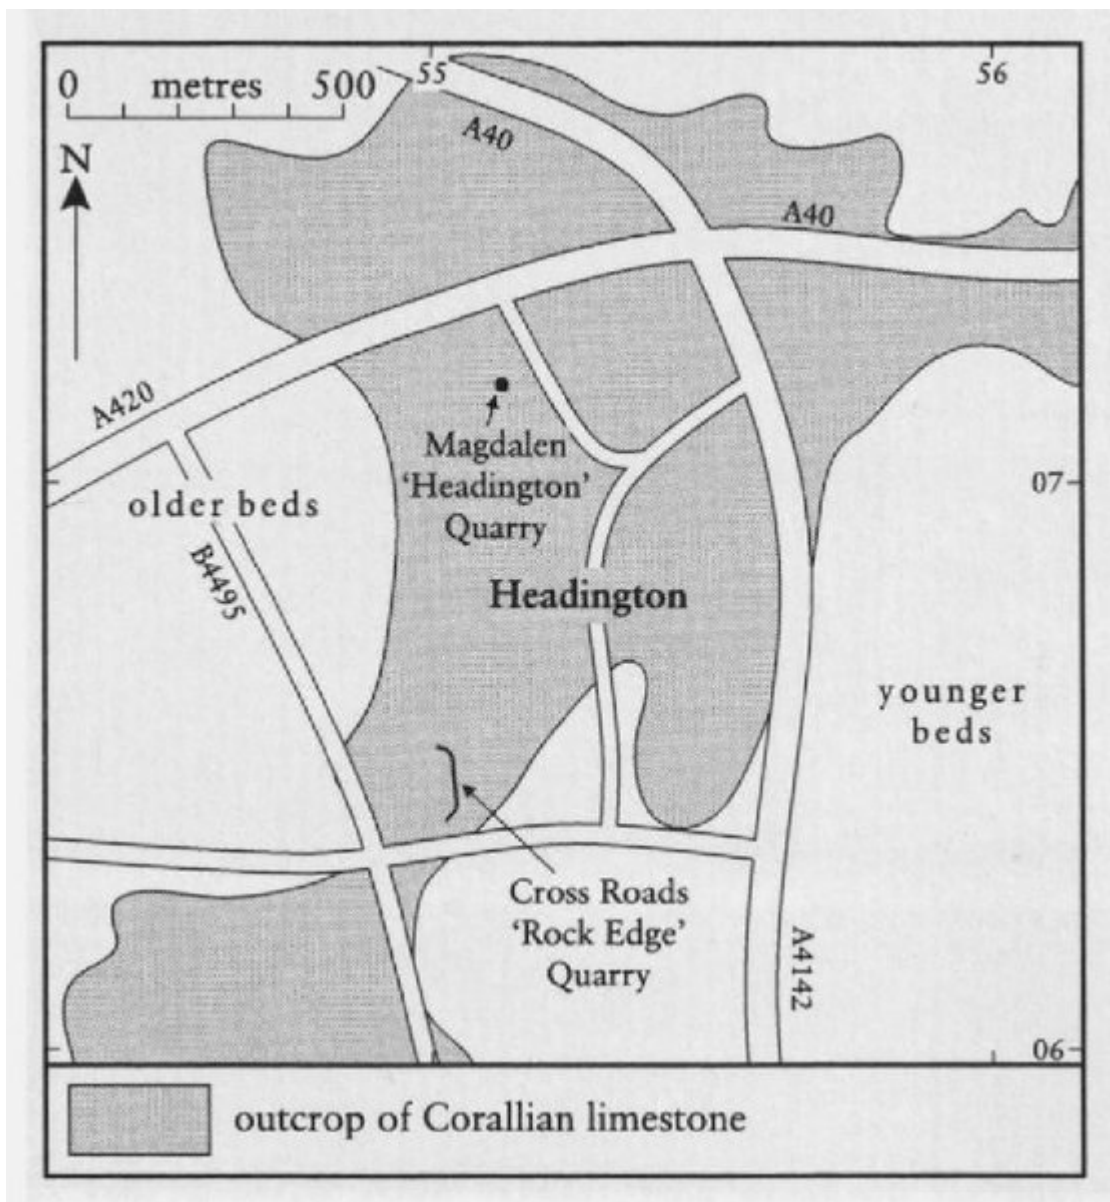 0 metres 500
55
56
N
A40
A40
A420
Magdalen
'Headington'
Quarry
07
older beds
B4495
Headington
younger
beds
Cross Roads
'Rock Edge'
Quarry
A4142
06
outcrop of Corallian limestone